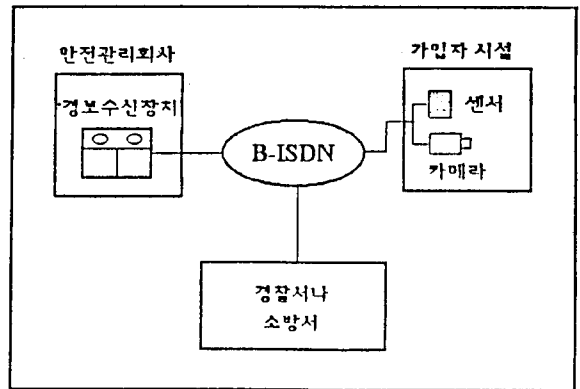 안전관리회사
경보수신장치
B-ISDN
가입자 시설
센서
카메라
경찰서나
소방서